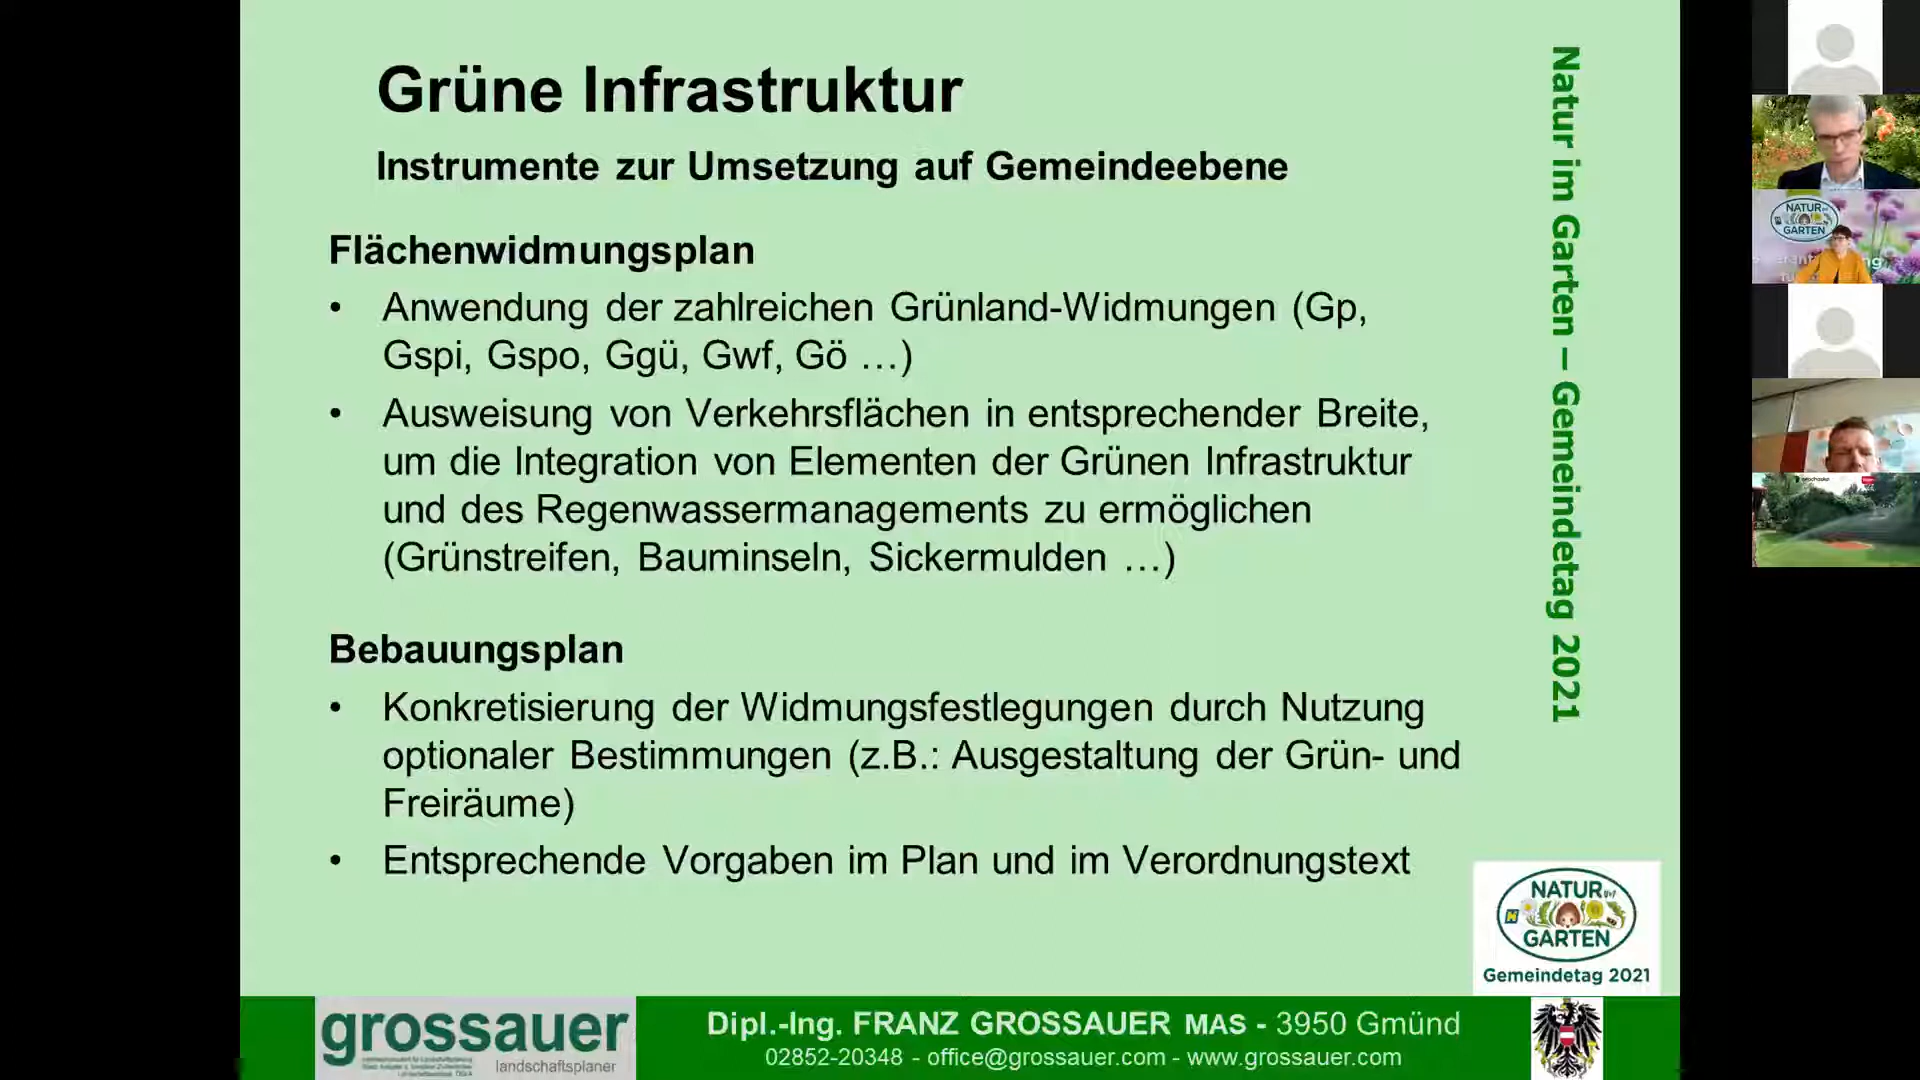 Grüne Infrastruktur
Instrumente zur Umsetzung auf Gemeindeebene
Flächenwidmungsplan
• Anwendung der zahlreichen Grünland-Widmungen (Gp,
Gspi, Gspo, Ggü, Gwf, Gö …)
• Ausweisung von Verkehrsflächen in entsprechender Breite,
um die Integration von Elementen der Grünen Infrastruktur
und des Regenwassermanagements zu ermöglichen
(Grünstreifen, Bauminseln, Sickermulden …)
Bebauungsplan
• Konkretisierung der Widmungsfestlegungen durch Nutzung
optionaler Bestimmungen (z.B.: Ausgestaltung der Grün- und
Freiräume)
• Entsprechende Vorgaben im Plan und im Verordnungstext
Natur im Garten – Gemeindetag 2021
NATUR im
GARTEN
Gemeindetag 2021
grossauer
landschaftsplaner
Dipl.-Ing. FRANZ GROSSAUER MAS - 3950 Gmünd
02852-20348 - office@grossauer.com - www.grossauer.com
NATUR im
GARTEN